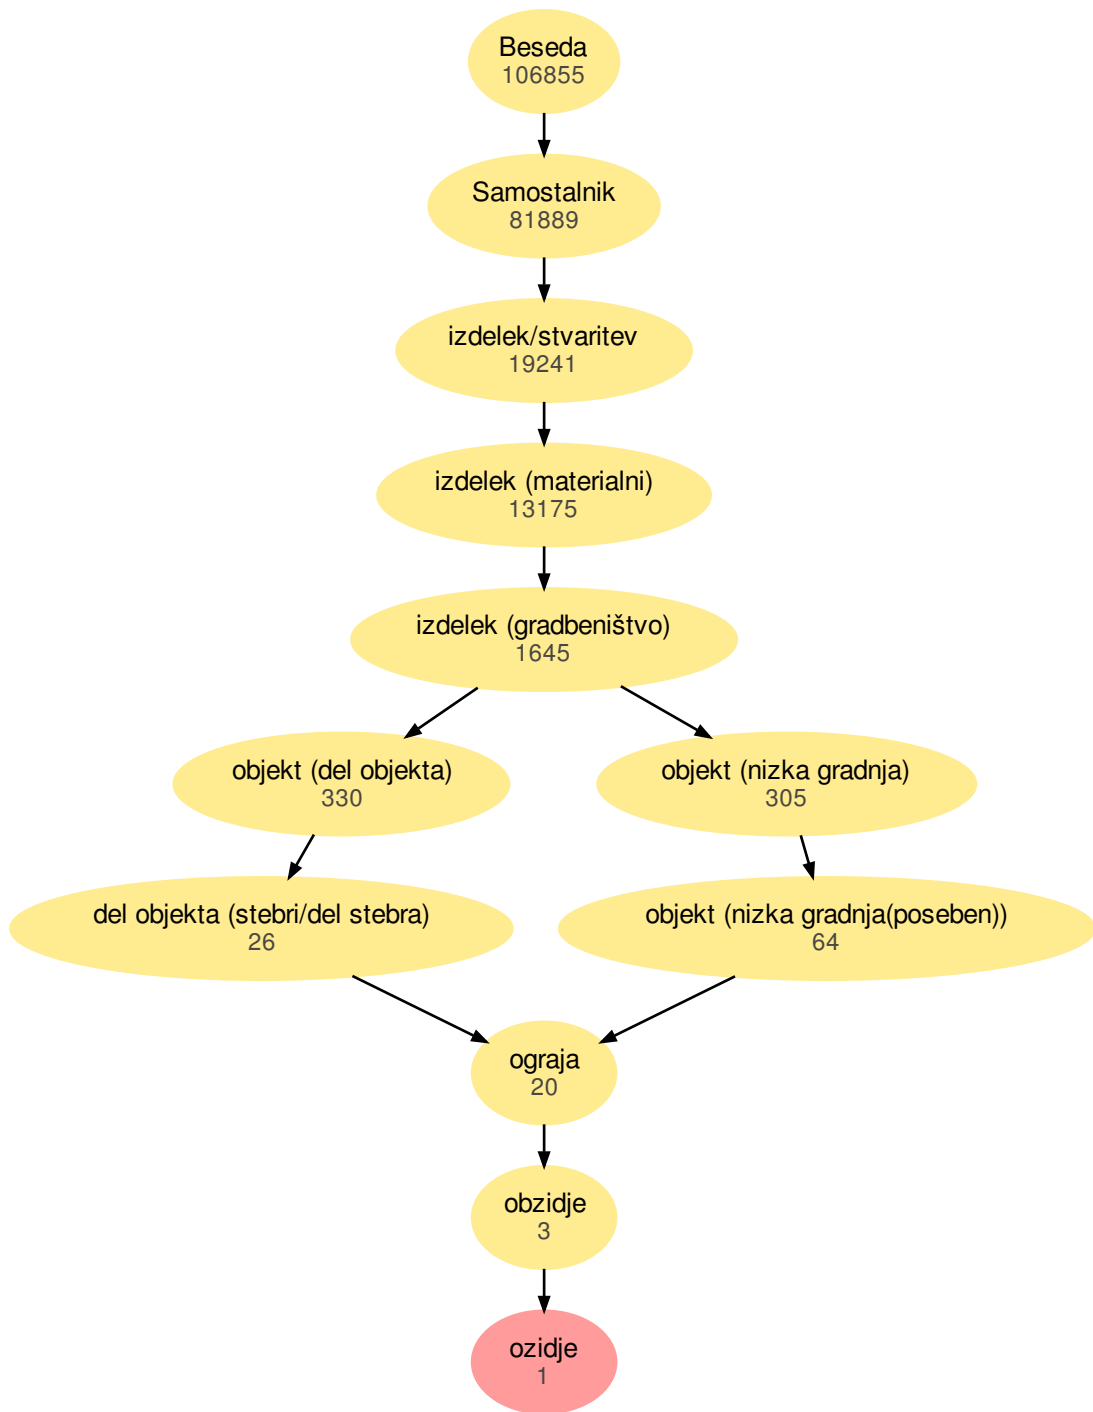 Beseda
106855
Samostalnik
81889
izdelek/stvaritev
19241
izdelek (materialni)
13175
izdelek (gradbeništvo)
1645
objekt (del objekta)
330
objekt (nizka gradnja)
305
del objekta (stebri/del stebra)
26
objekt (nizka gradnja(poseben))
64
ograja
20
obzidje
3
ozidje
1